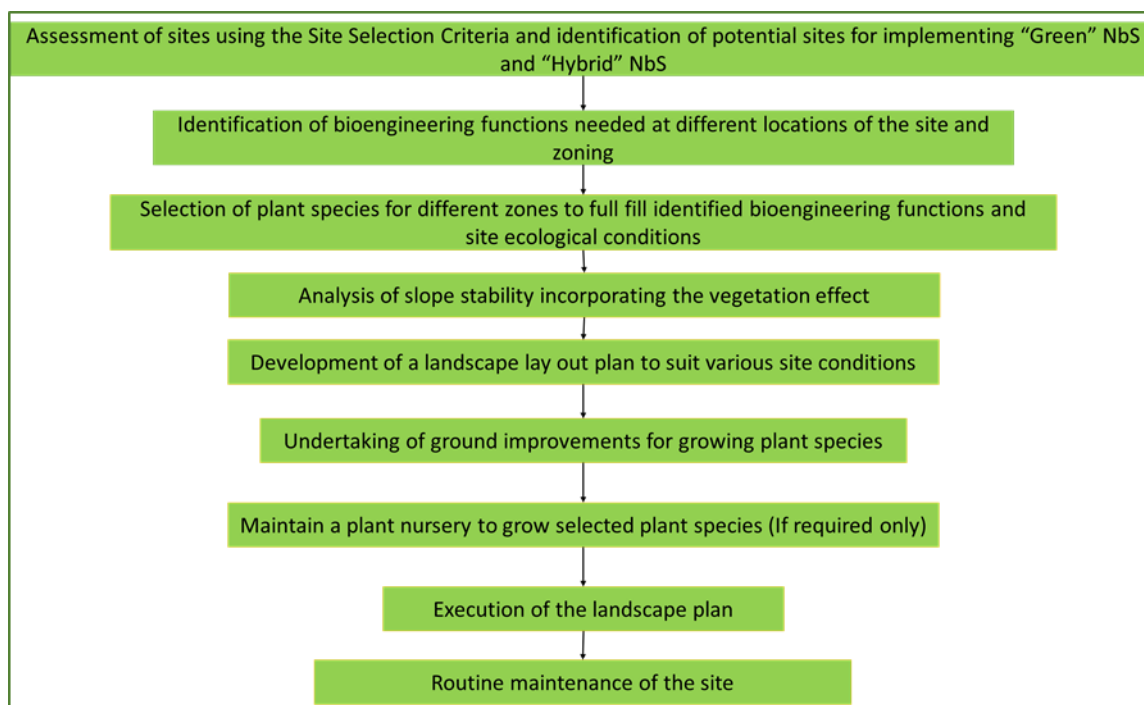 Assessment of sites using the Site Selection Criteria and identification of potential sites for implementing “Green” NbS
and “Hybrid” NbS
Identification of bioengineering functions needed at different locations of the site and
zoning
Selection of plant species for different zones to full fill identified bioengineering functions and
site ecological conditions
Analysis of slope stability incorporating the vegetation effect
Development of a landscape lay out plan to suit various site conditions
Undertaking of ground improvements for growing plant species
Maintain a plant nursery to grow selected plant species (If required only)
Execution of the landscape plan
Routine maintenance of the site